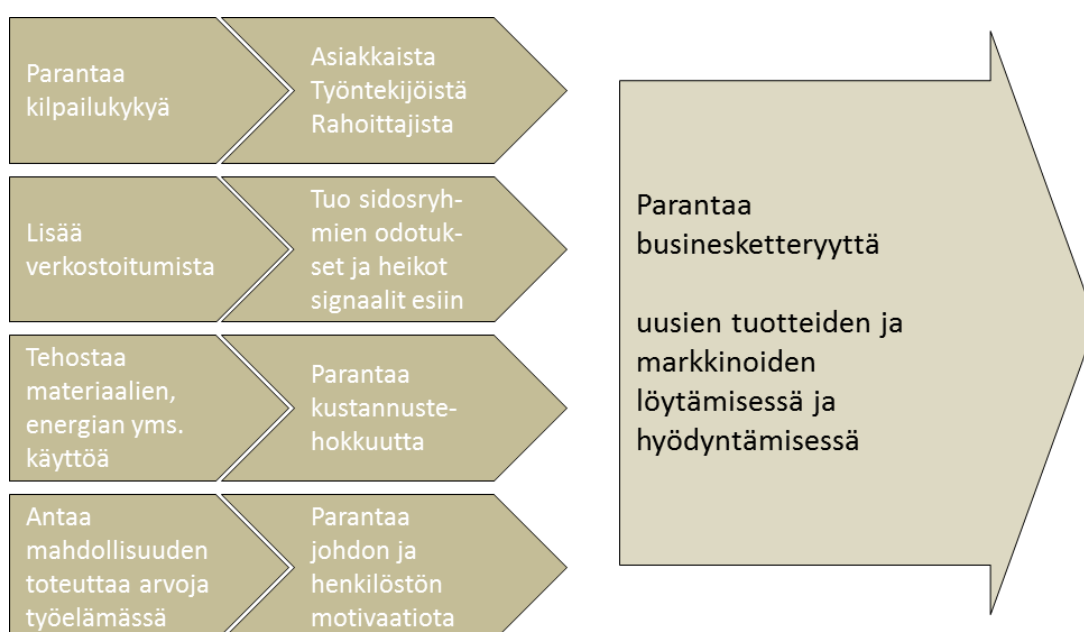 Parantaa
kilpailukykyä
Asiakkaista
Työntekijöistä
Rahoittajista
Lisää
verkostoitumista
Tuo sidosryh-
mien odotuk-
set ja heikot
signaalit esiin
Tehostaa
materiaalien,
energian yms.
käyttöä
Parantaa
kustannuste-
hokkuutta
Antaa
mahdollisuuden
toteuttaa arvoja
työelämässä
Parantaa
johdon ja
henkilöstön
motivaatiota
Parantaa
businesketteryyttä
uusien tuotteiden ja
markkinoiden
löytämisessä ja
hyödyntämisessä